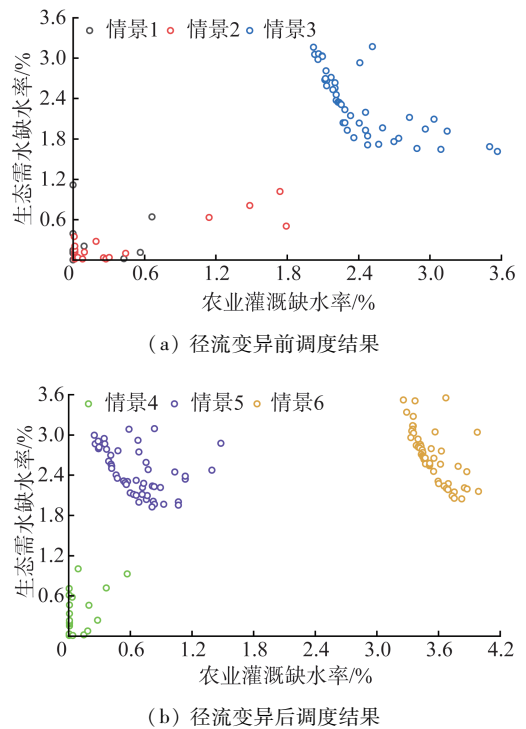 情景1 情景2 情景3
3.6
3.0
2.4
1.8
1.2
0.6
生态需水缺水率/%
0 0.6 1.2 1.8 2.4 3.0 3.6
农业灌溉缺水率/%
(a) 径流变异前调度结果
3.6
情景4 情景5 情景6
3.0
2.4
1.8
1.2
0.6
生态需水缺水率/%
0 0.6 1.2 1.8 2.4 3.0 3.6 4.2
农业灌溉缺水率/%
(b) 径流变异后调度结果